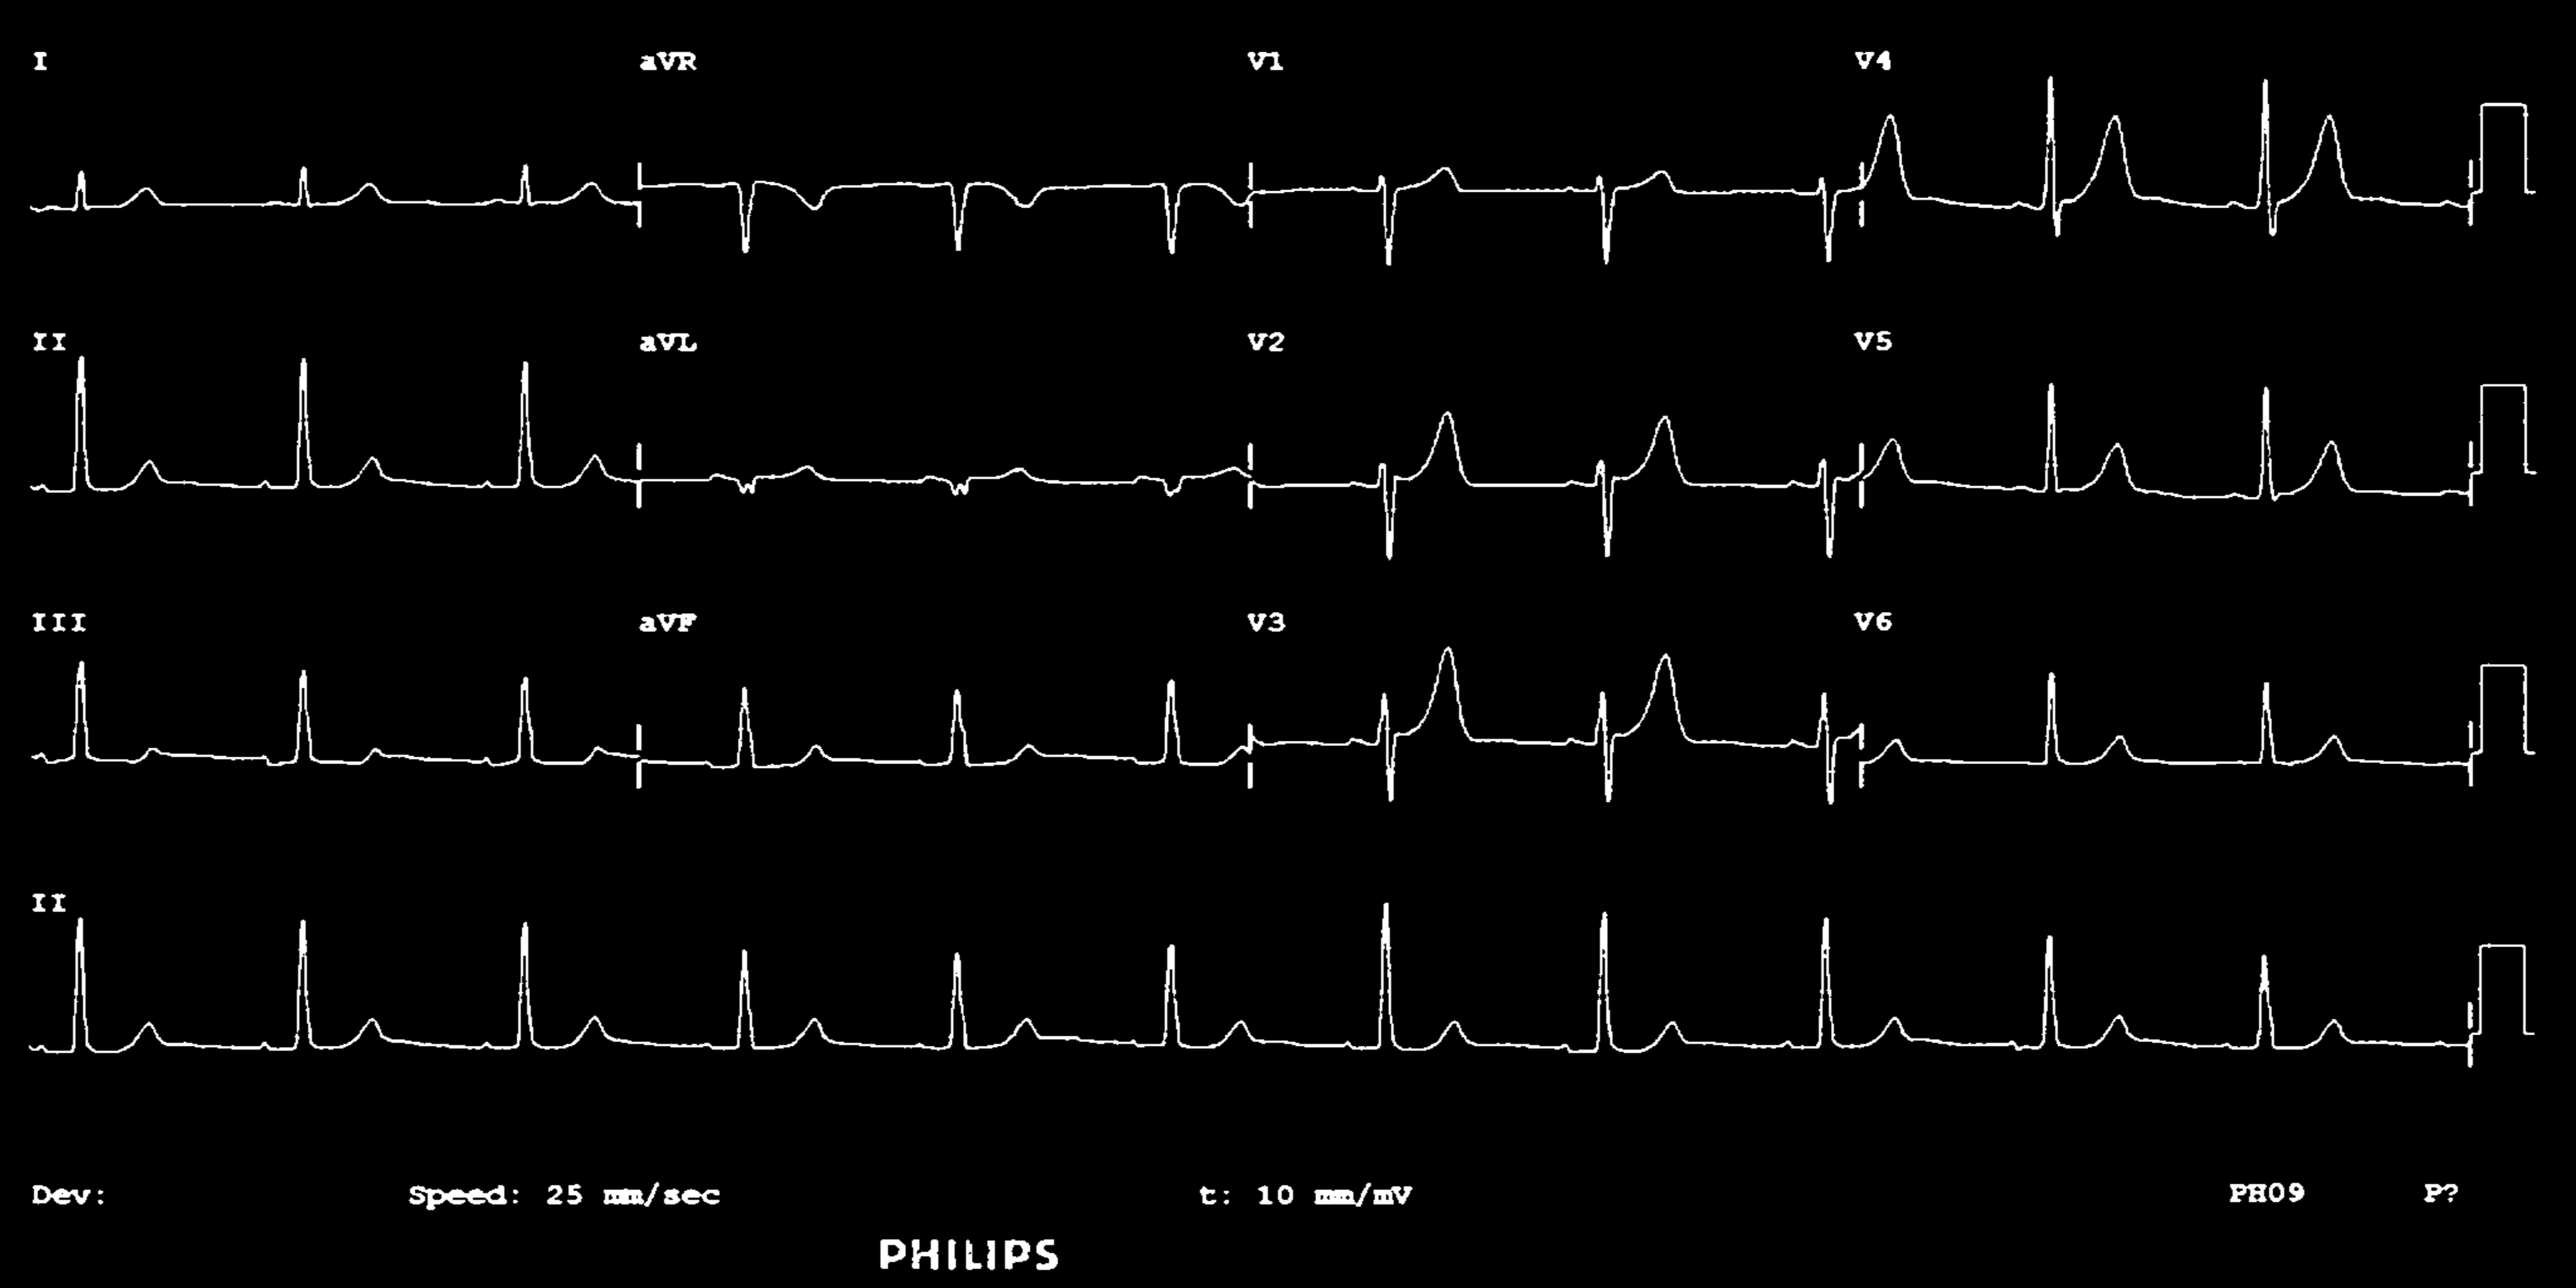 I aVR V1 V4
II aVL V2 V5
III aVF V3 V6
II
Dev: Speed: 25 mm/sec t: 10 mm/mV PH09 P?
PHILIPS